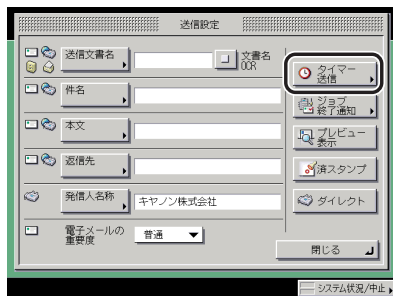 送信設定
送信文書名
文書名
OCR
タイマー
送信
件名
ジョブ
終了通知
本文
プレビュー
表示
返信先
済スタンプ
発信人名称
キヤノン株式会社
ダイレクト
電子メールの
重要度
普通
閉じる
システム状況/中止